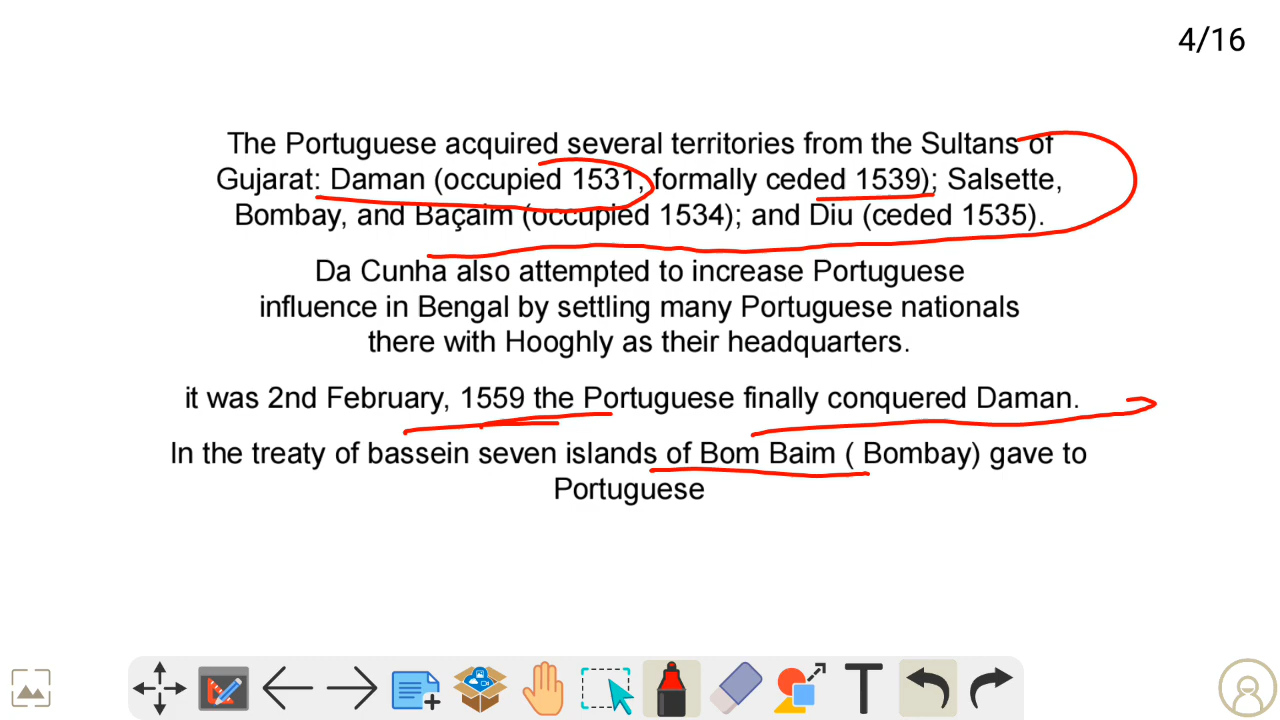 4/16
The Portuguese acquired several territories from the Sultans of
Gujarat: Daman (occupied 1531, formally ceded 1539); Salsette,
Bombay, and Baçaim (occupied 1534); and Diu (ceded 1535).
Da Cunha also attempted to increase Portuguese
influence in Bengal by settling many Portuguese nationals
there with Hooghly as their headquarters.
it was 2nd February, 1559 the Portuguese finally conquered Daman.
In the treaty of bassein seven islands of Bom Baim ( Bombay) gave to
Portuguese
T